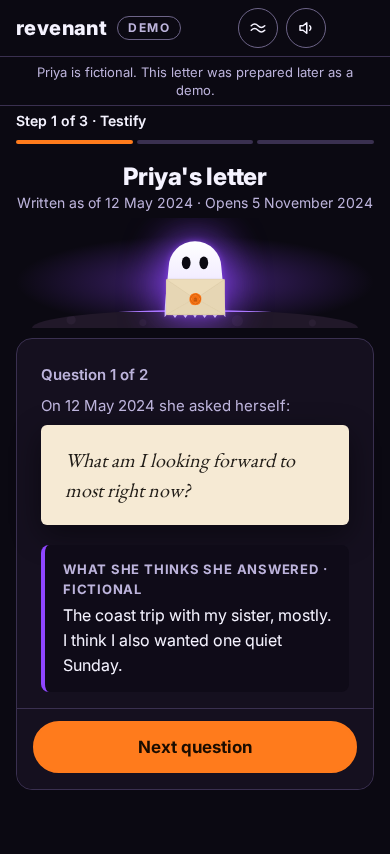 revenant DEMO
Priya is fictional. This letter was prepared later as a
demo.
Step 1 of 3 · Testify
Priya's letter
Written as of 12 May 2024 · Opens 5 November 2024
Question 1 of 2
On 12 May 2024 she asked herself:
What am I looking forward to
most right now?
WHAT SHE THINKS SHE ANSWERED ·
FICTIONAL
The coast trip with my sister, mostly.
I think I also wanted one quiet
Sunday.
Next question